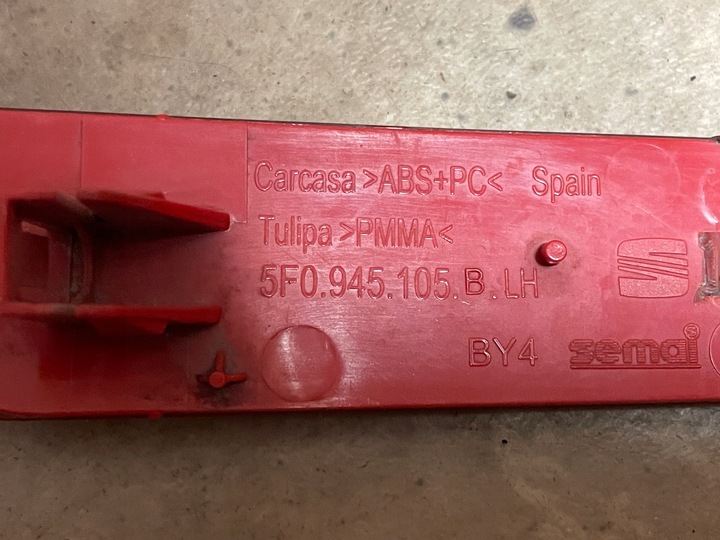 Carcasa >ABS+PC< Spain
Tulipa >PMMA<
5F0.945.105.B.LH
BY4 semai